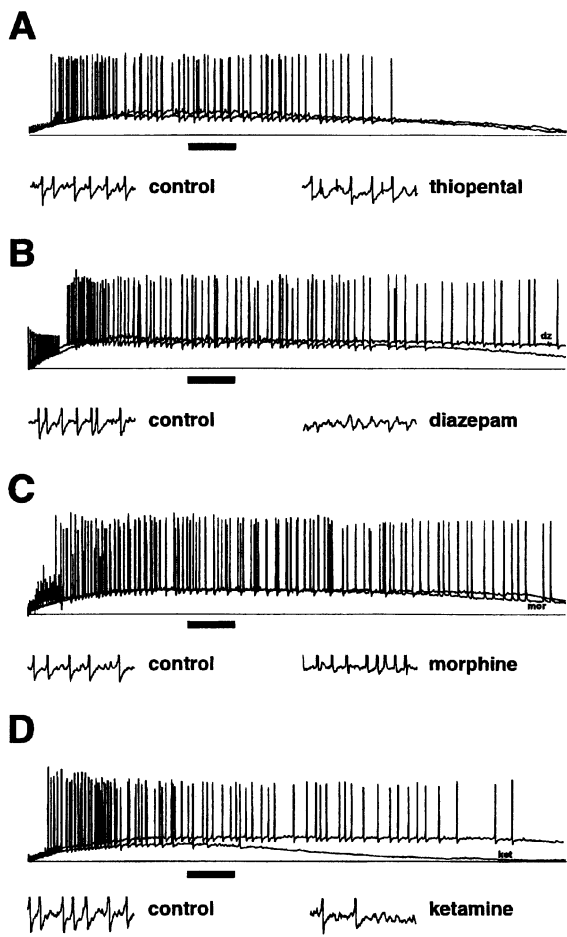 A
control
thiopental
B
dz
control
diazepam
C
mor
control
morphine
D
ket
control
ketamine